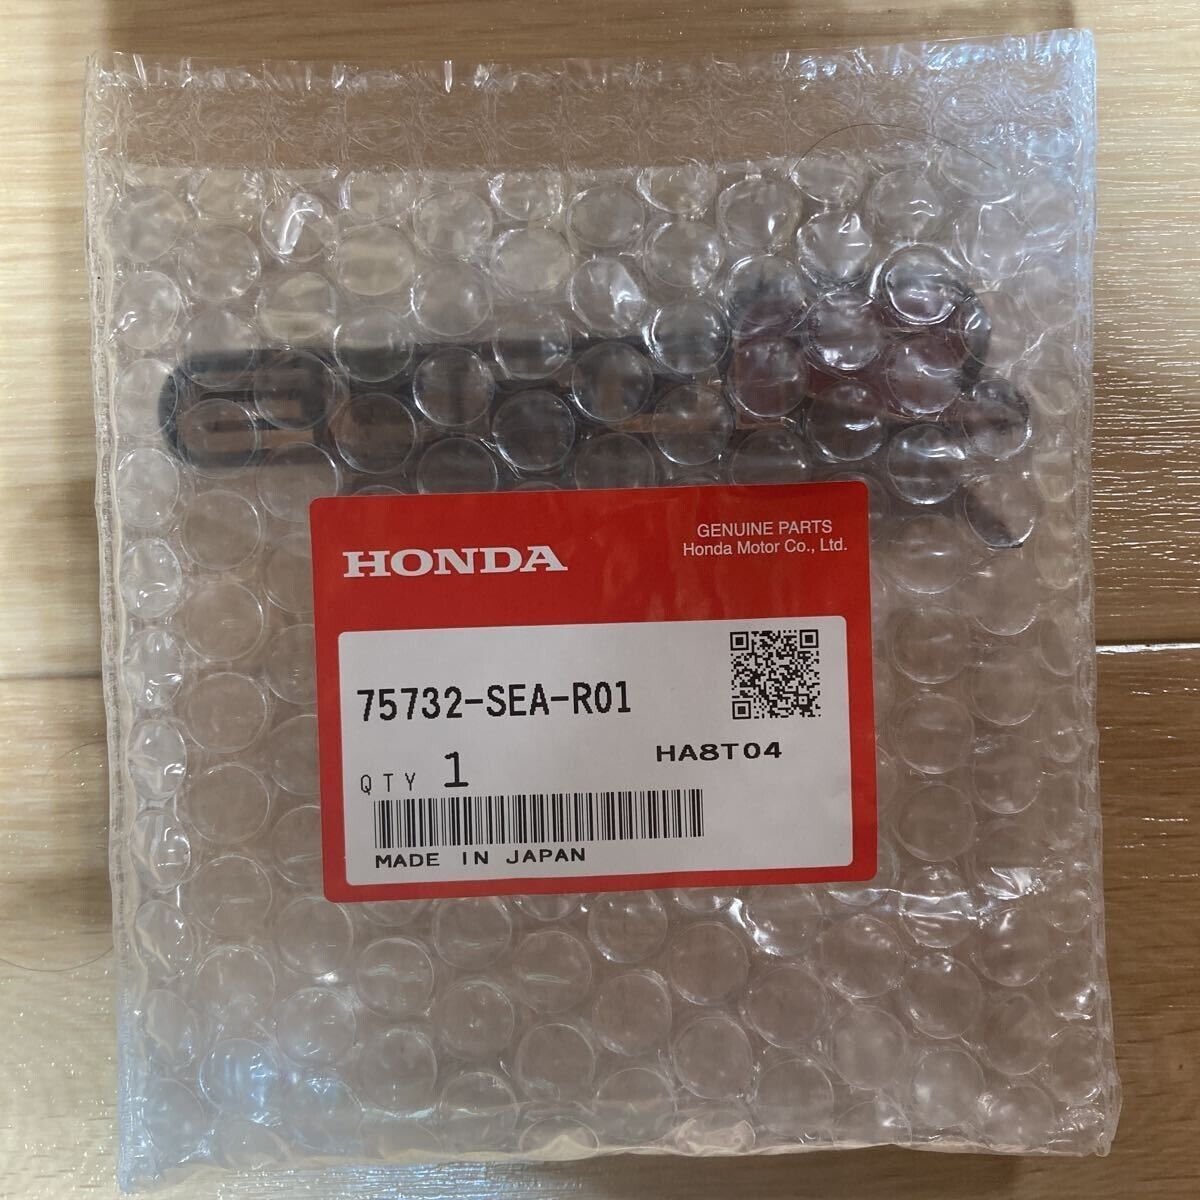 HONDA
GENUINE PARTS
Honda Motor Co., Ltd.
75732-SEA-R01
QTY 1
HA8T04
MADE IN JAPAN